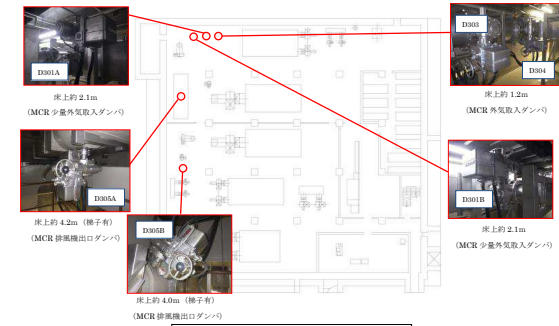 D301A
床上約 2.1m
（MCR 少量外気取入ダンパ）
D303
D304
床上約 1.2m
（MCR 外気取入ダンパ）
D305A
床上約 4.2m（梯子有）
（MCR 排風機出口ダンパ）
D301B
床上約 2.1m
（MCR 少量外気取入ダンパ）
D305B
床上約 4.0m（梯子有）
（MCR 排風機出口ダンパ）